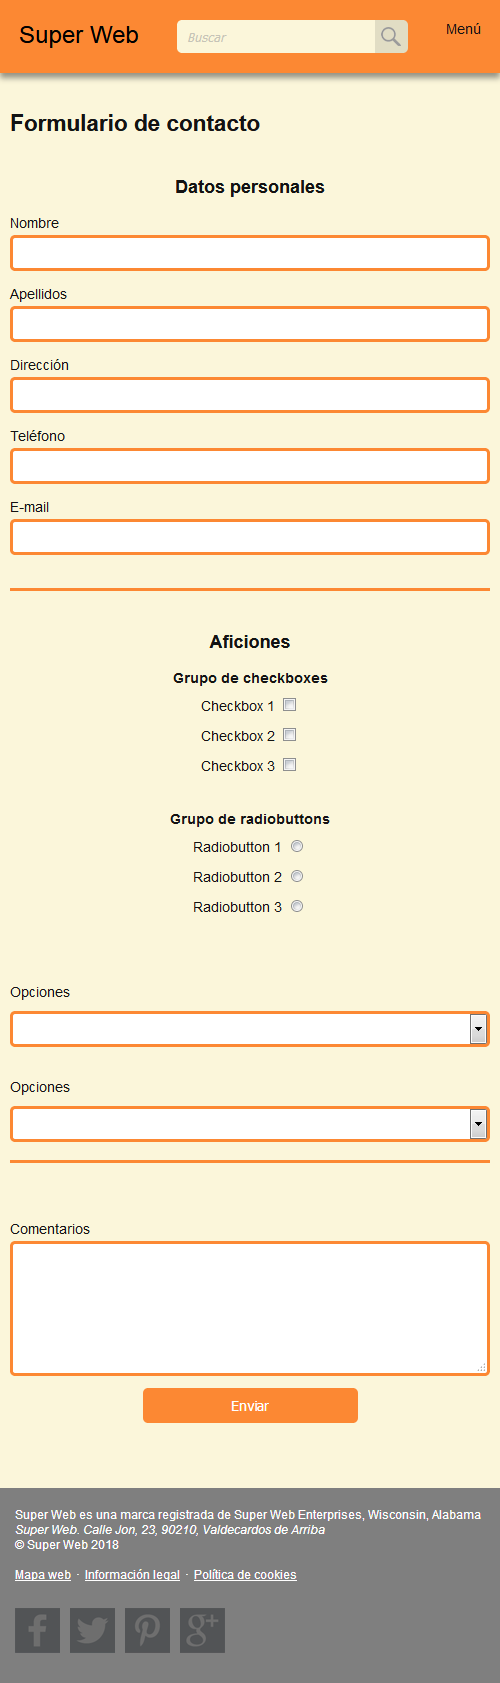 Super Web
Buscar
Menú
Formulario de contacto
Datos personales
Nombre
Apellidos
Dirección
Teléfono
E-mail
Aficiones
Grupo de checkboxes
Checkbox 1
Checkbox 2
Checkbox 3
Grupo de radiobuttons
Radiobutton 1
Radiobutton 2
Radiobutton 3
Opciones
Opciones
Comentarios
Enviar
Super Web es una marca registrada de Super Web Enterprises, Wisconsin, Alabama
Super Web. Calle Jon, 23, 90210, Valdecardos de Arriba
© Super Web 2018
Mapa web · Información legal · Política de cookies